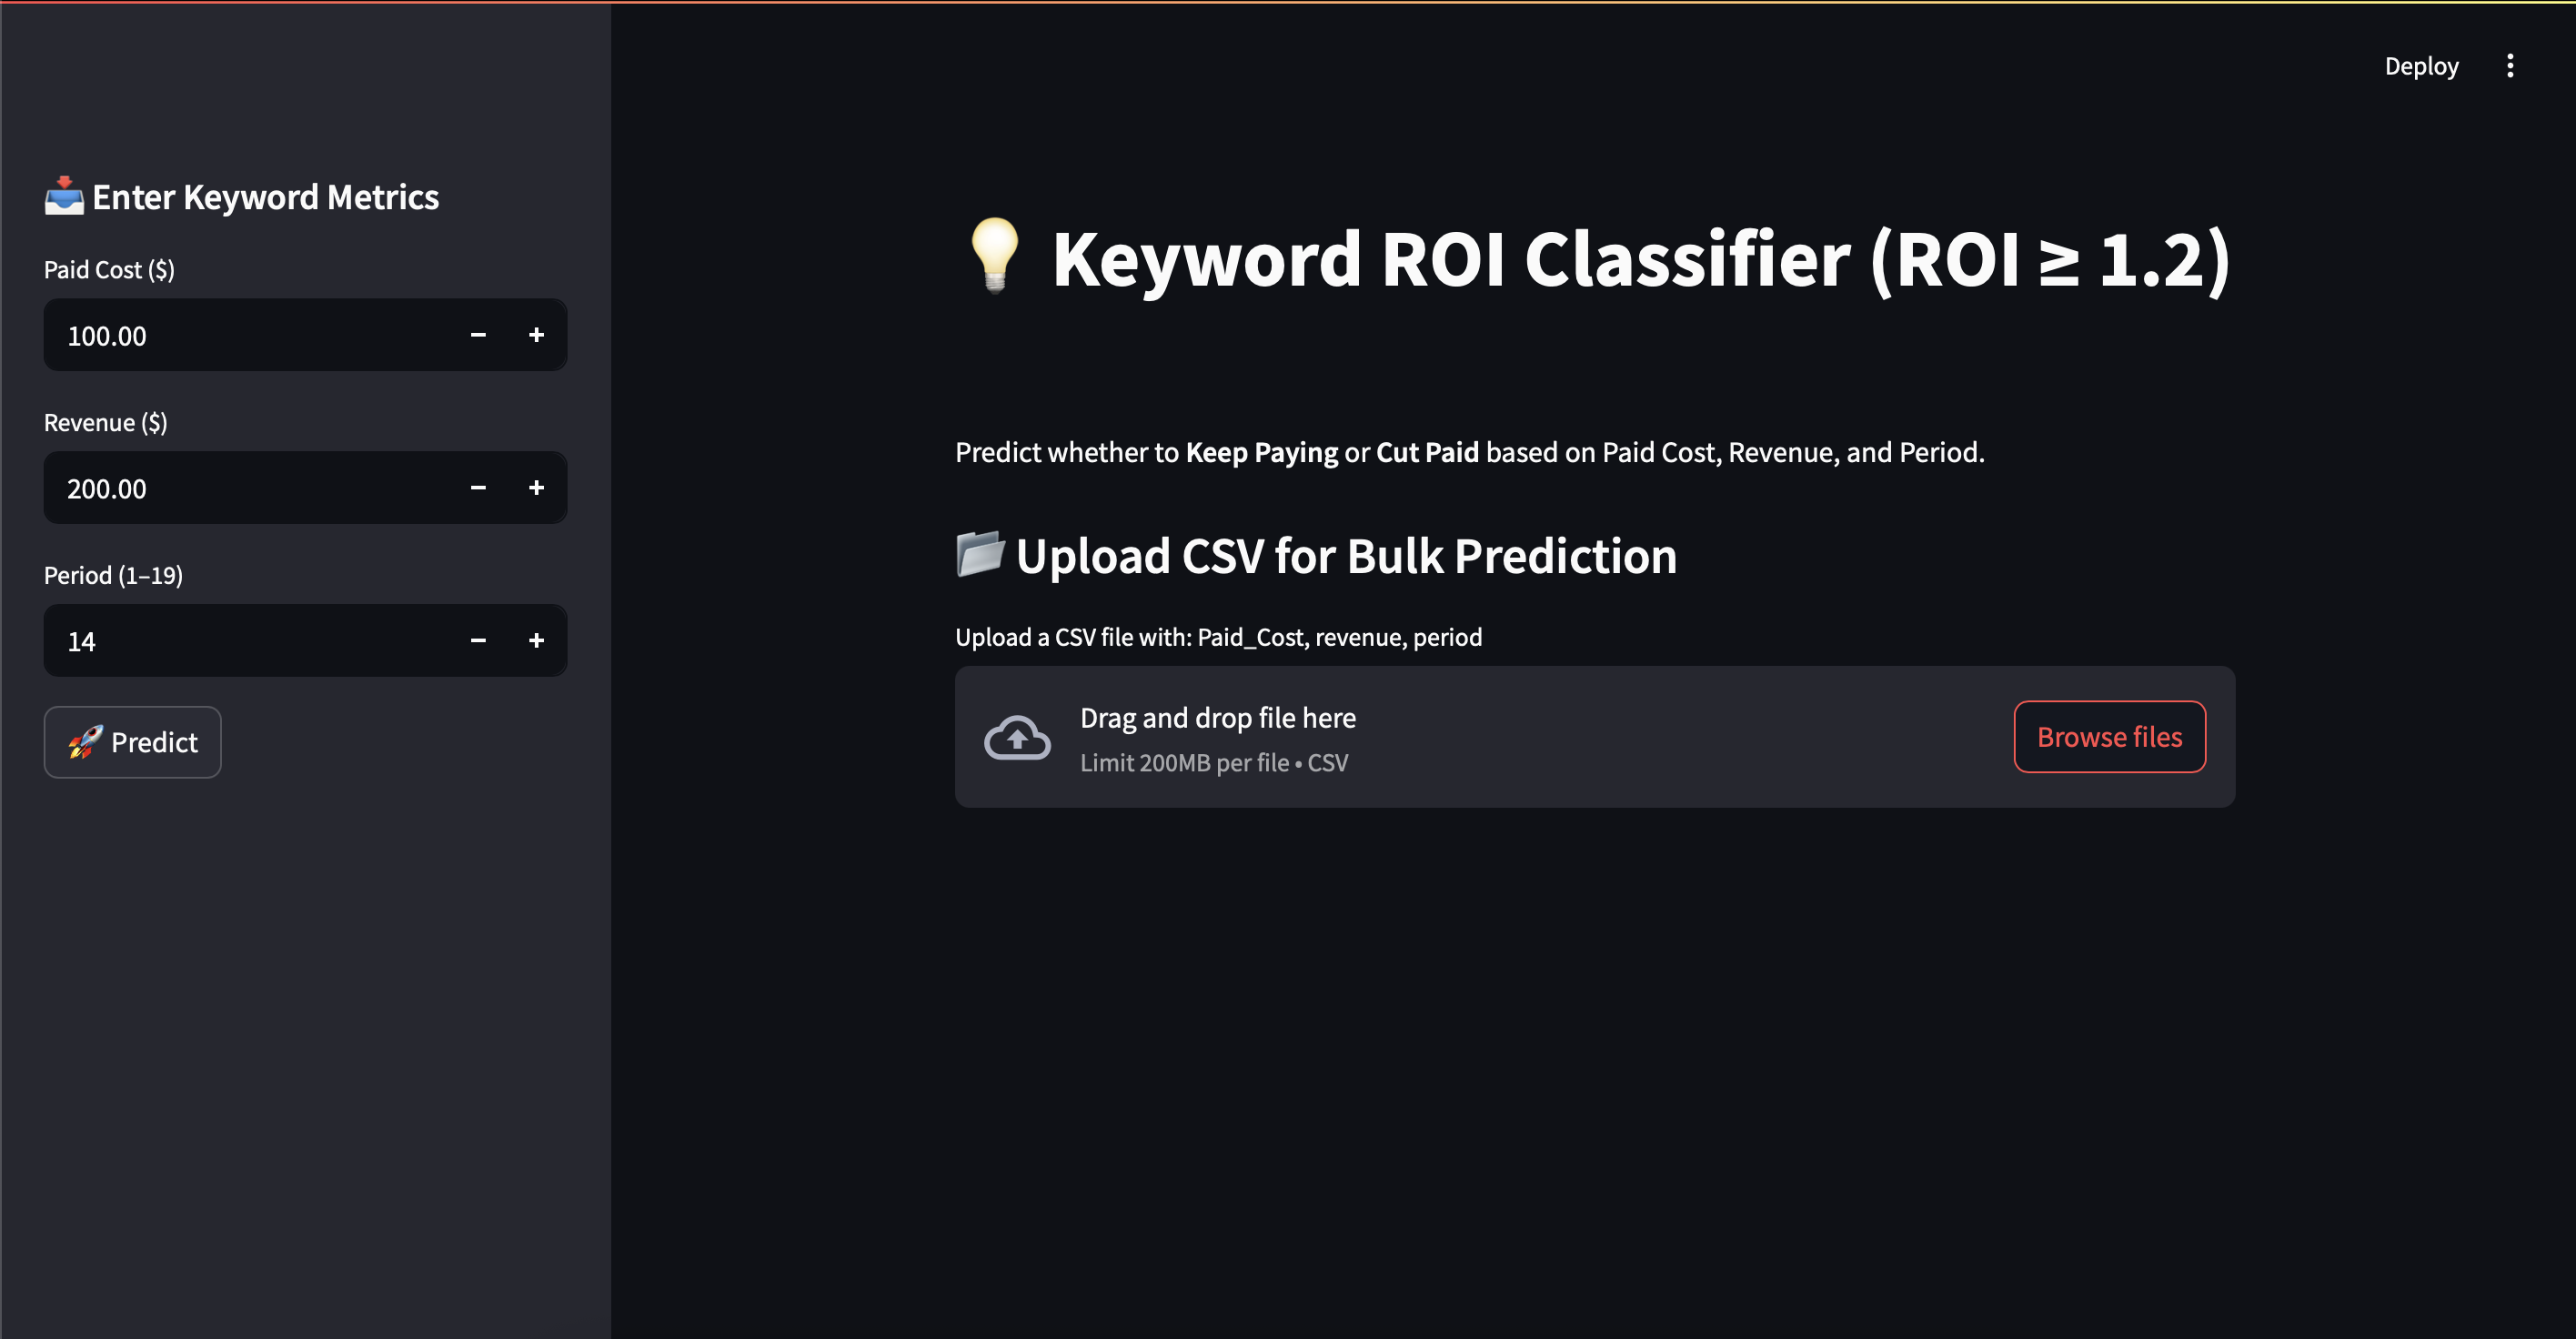 Deploy
Enter Keyword Metrics
Paid Cost ($)
100.00
Revenue ($)
200.00
Period (1–19)
14
Predict
Keyword ROI Classifier (ROI ≥ 1.2)
Predict whether to Keep Paying or Cut Paid based on Paid Cost, Revenue, and Period.
Upload CSV for Bulk Prediction
Upload a CSV file with: Paid_Cost, revenue, period
Drag and drop file here
Limit 200MB per file • CSV
Browse files